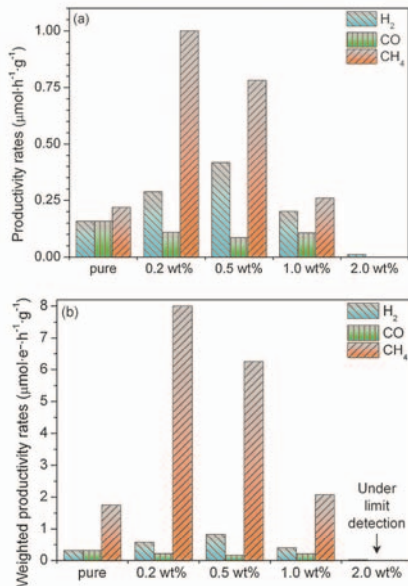 (a)
H₂
CO
CH₄
Productivity rates (μmol·h⁻¹·g⁻¹)
1.00
0.75
0.50
0.25
0.00
pure 0.2 wt% 0.5 wt% 1.0 wt% 2.0 wt%
(b)
H₂
CO
CH₄
Weighted productivity rates (μmol·e⁻·h⁻¹·g⁻¹)
8
7
6
5
4
3
2
1
0
Under
limit
detection
pure 0.2 wt% 0.5 wt% 1.0 wt% 2.0 wt%